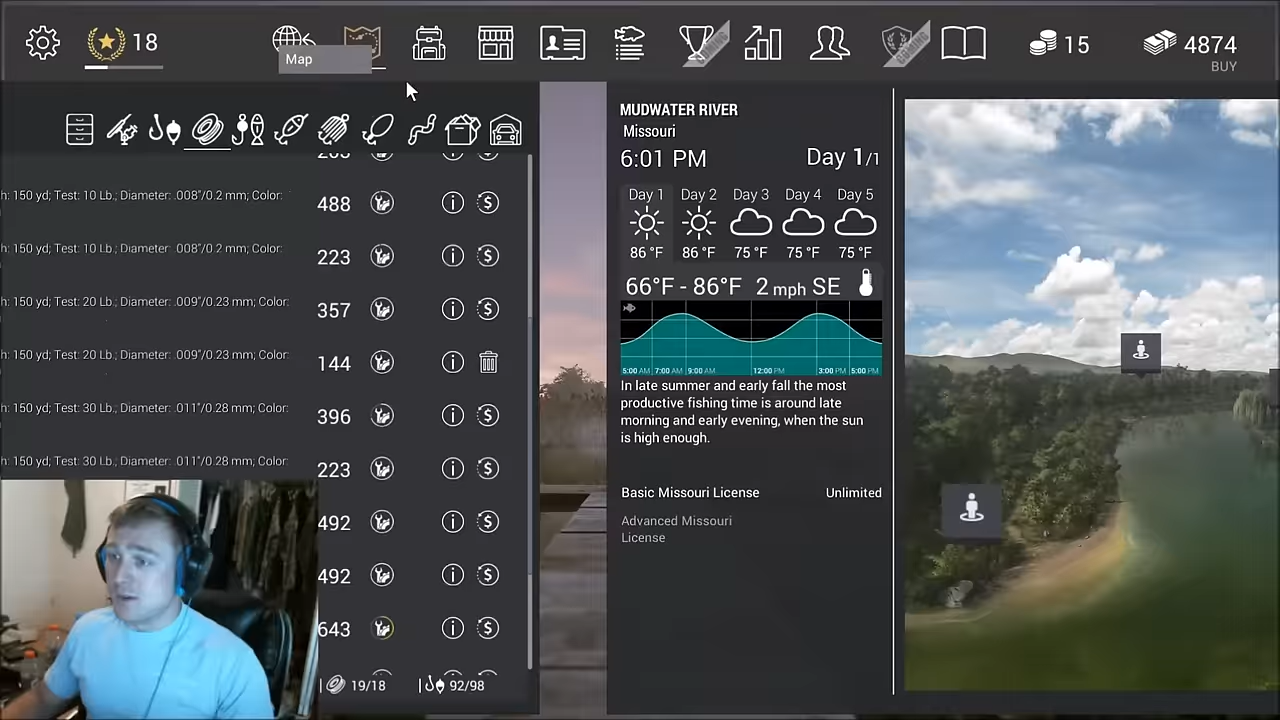 18
Map
15
4874
BUY
h: 150 yd; Test: 10 Lb.; Diameter: .008"/0.2 mm; Color:
488
h: 150 yd; Test: 10 Lb.; Diameter: .008"/0.2 mm; Color:
223
h: 150 yd; Test: 20 Lb.; Diameter: .009"/0.23 mm; Color:
357
h: 150 yd; Test: 20 Lb.; Diameter: .009"/0.23 mm; Color:
144
h: 150 yd; Test: 30 Lb.; Diameter: .011"/0.28 mm; Color:
396
h: 150 yd; Test: 30 Lb.; Diameter: .011"/0.28 mm; Color:
223
492
492
643
19/18
92/98
MUDWATER RIVER
Missouri
6:01 PM Day 1/1
Day 1 Day 2 Day 3 Day 4 Day 5
86 °F 86 °F 75 °F 75 °F 75 °F
66°F - 86°F 2 mph SE
5:00 AM 7:00 AM 9:00 AM 12:00 PM 3:00 PM 5:00 PM
In late summer and early fall the most
productive fishing time is around late
morning and early evening, when the sun
is high enough.
Basic Missouri License Unlimited
Advanced Missouri
License